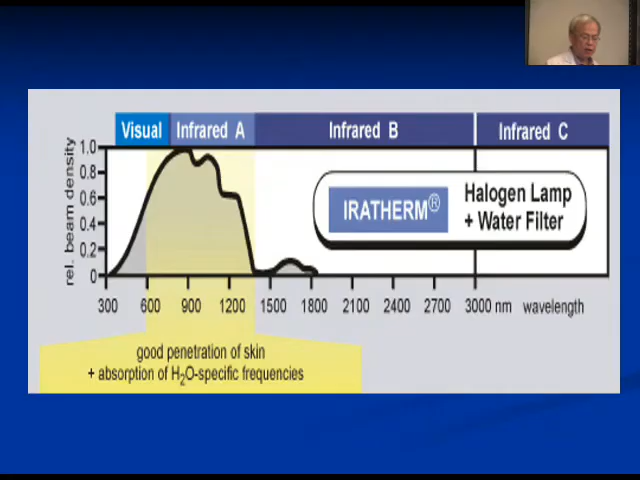 Visual Infrared A Infrared B Infrared C
rel. beam density
1.0
0.8
0.6
0.4
0.2
0
IRATHERM®
Halogen Lamp
+ Water Filter
300 600 900 1200 1500 1800 2100 2400 2700 3000 nm wavelength
good penetration of skin
+ absorption of H₂O-specific frequencies